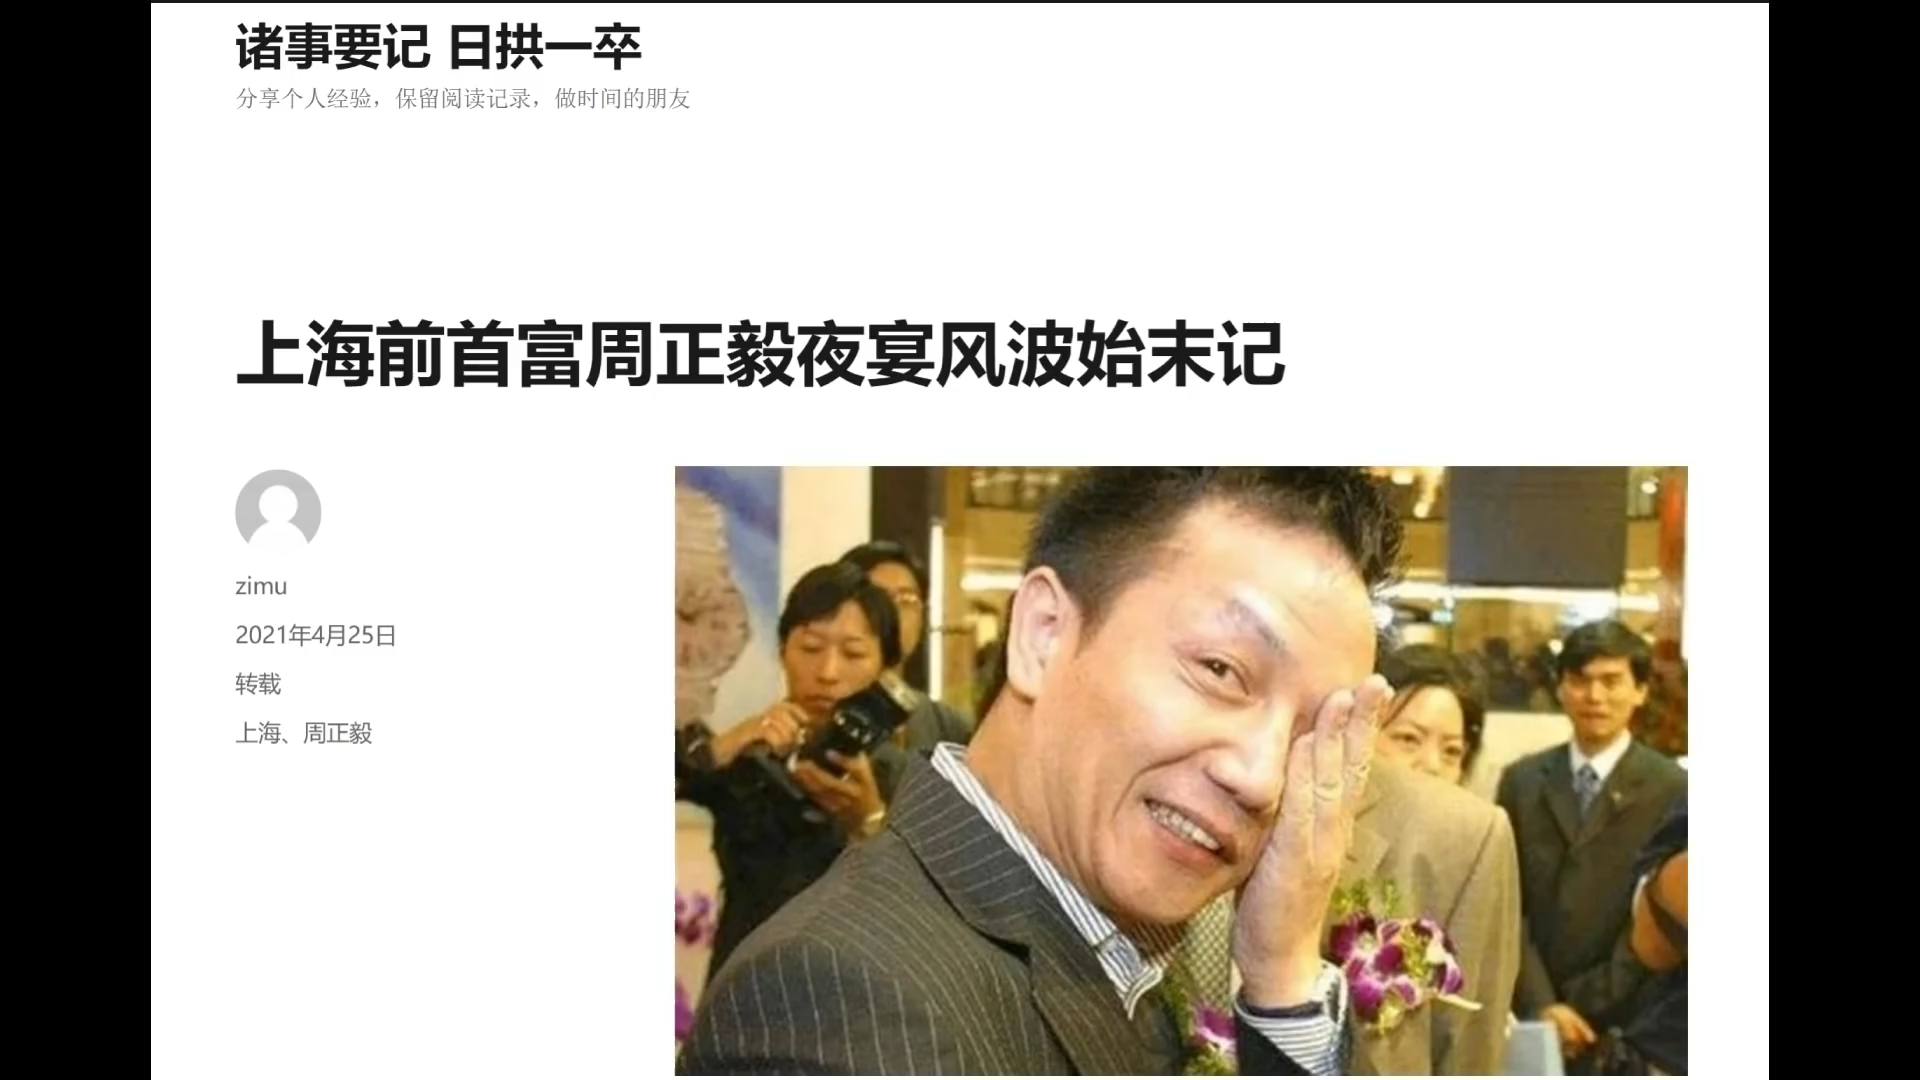 诸事要记 日拱一卒
分享个人经验，保留阅读记录，做时间的朋友
上海前首富周正毅夜宴风波始末记
zimu
2021年4月25日
转载
上海、周正毅